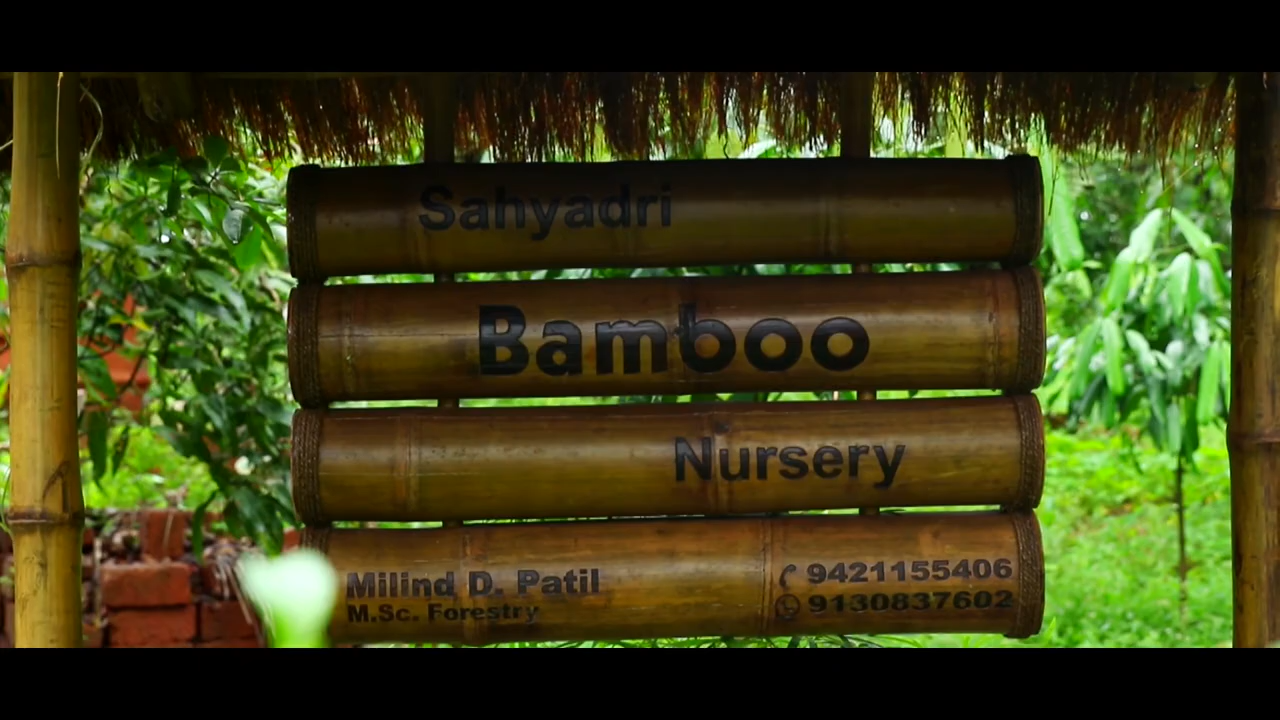 Sahyadri
Bamboo
Nursery
Milind D. Patil
M.Sc. Forestry
9421155406
9130837602